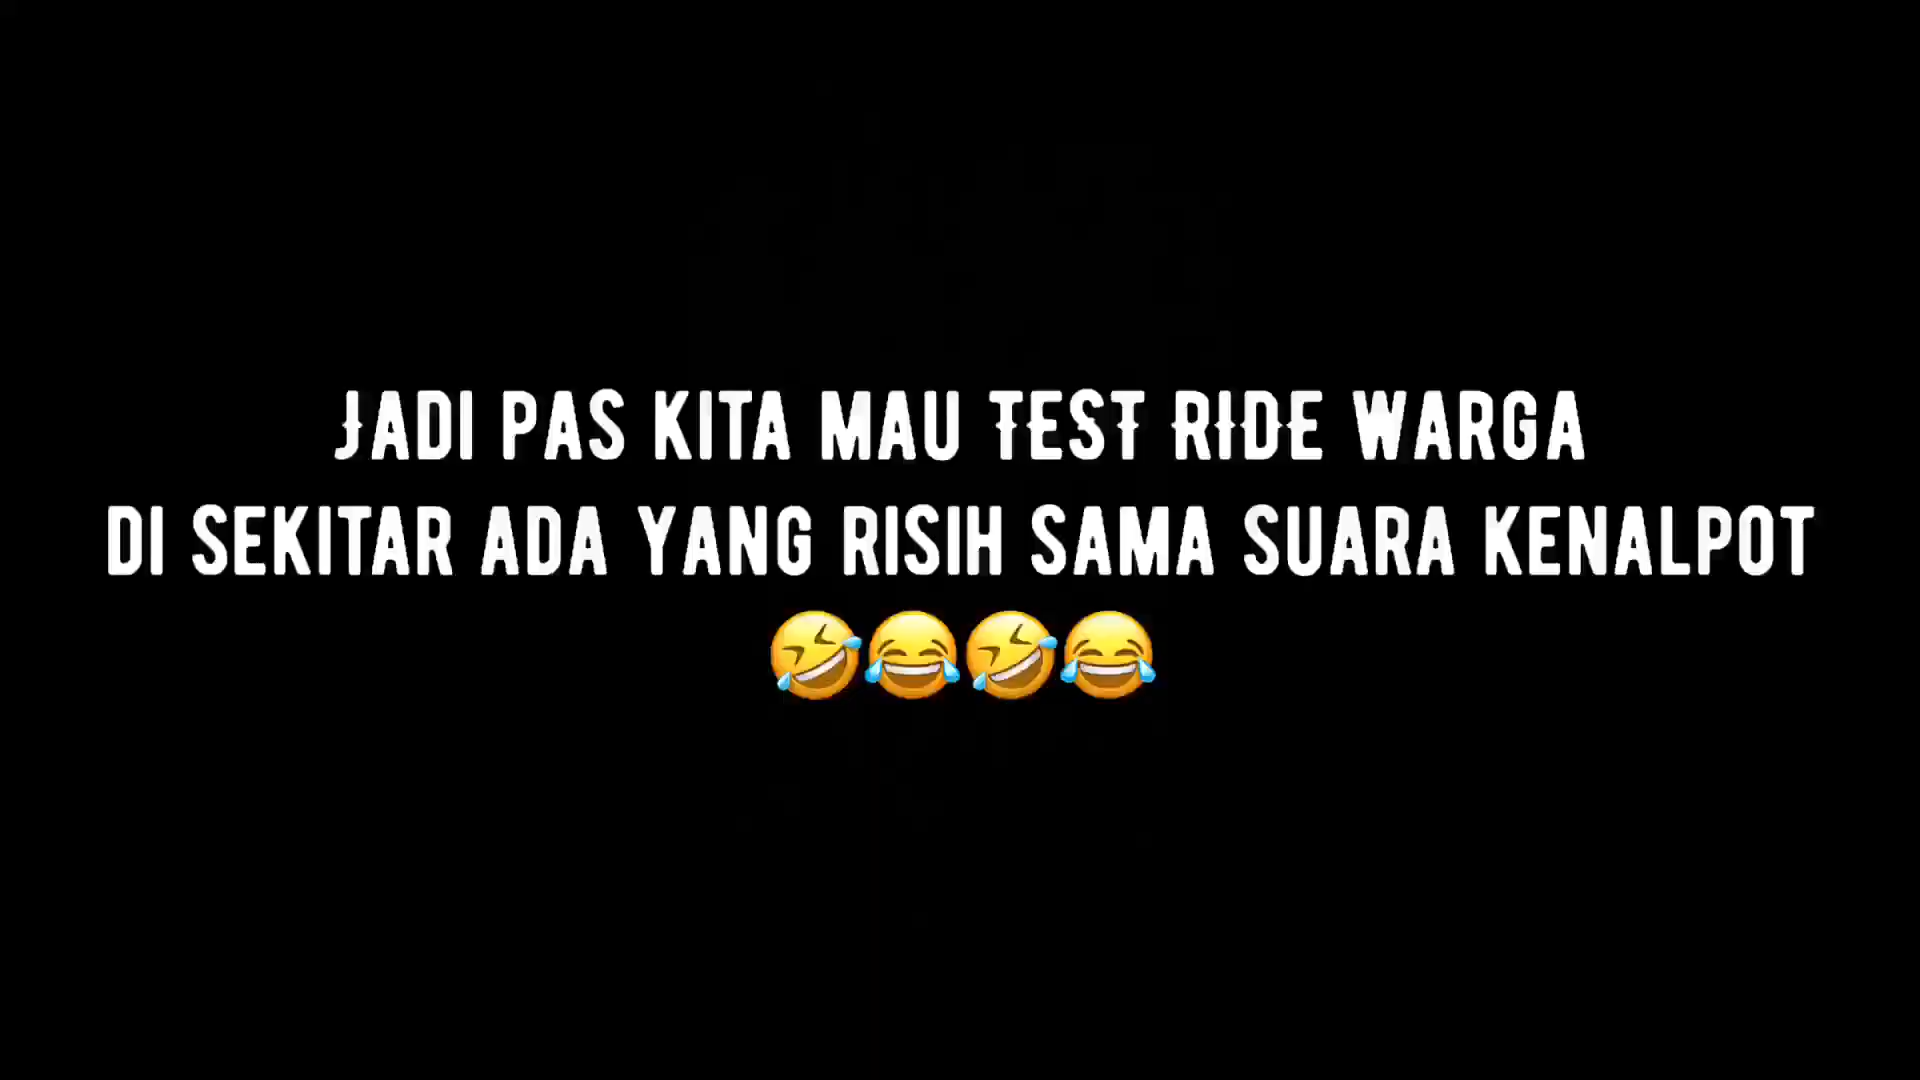 Jadi pas kita mau Test Ride warga
di sekitar ada yang risih sama suara kenalpot
🤣😂🤣😂